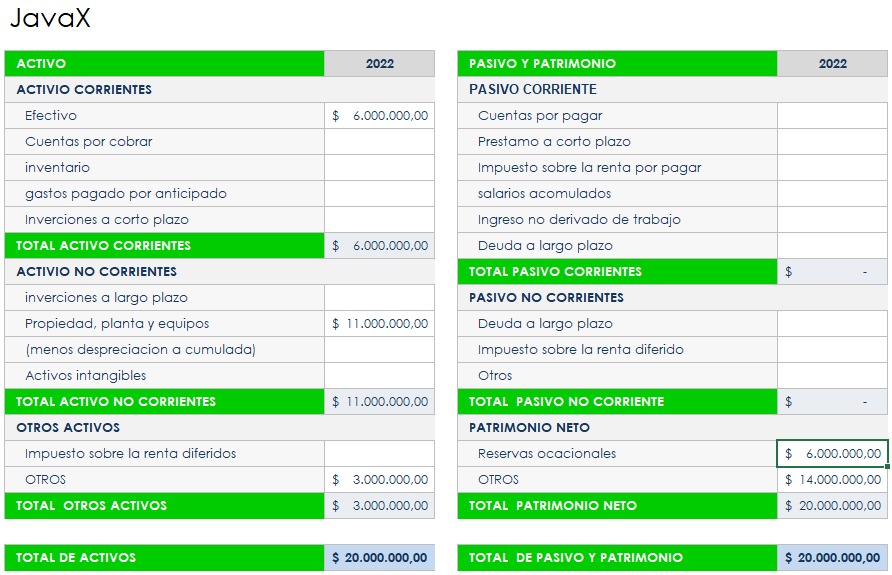 JavaX
ACTIVO 2022
ACTIVIO CORRIENTES
Efectivo $ 6.000.000,00
Cuentas por cobrar
inventario
gastos pagado por anticipado
Inverciones a corto plazo
TOTAL ACTIVO CORRIENTES $ 6.000.000,00
ACTIVIO NO CORRIENTES
inverciones a largo plazo
Propiedad, planta y equipos $ 11.000.000,00
(menos despreciacion a cumulada)
Activos intangibles
TOTAL ACTIVO NO CORRIENTES $ 11.000.000,00
OTROS ACTIVOS
Impuesto sobre la renta diferidos
OTROS $ 3.000.000,00
TOTAL OTROS ACTIVOS $ 3.000.000,00
TOTAL DE ACTIVOS $ 20.000.000,00
PASIVO Y PATRIMONIO 2022
PASIVO CORRIENTE
Cuentas por pagar
Prestamo a corto plazo
Impuesto sobre la renta por pagar
salarios acomulados
Ingreso no derivado de trabajo
Deuda a largo plazo
TOTAL PASIVO CORRIENTES $ -
PASIVO NO CORRIENTES
Deuda a largo plazo
Impuesto sobre la renta diferido
Otros
TOTAL PASIVO NO CORRIENTE $ -
PATRIMONIO NETO
Reservas ocacionales $ 6.000.000,00
OTROS $ 14.000.000,00
TOTAL PATRIMONIO NETO $ 20.000.000,00
TOTAL DE PASIVO Y PATRIMONIO $ 20.000.000,00